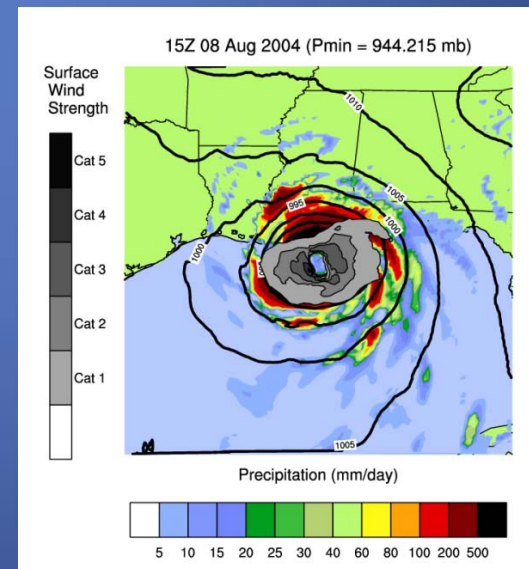 15Z 08 Aug 2004 (Pmin = 944.215 mb)
Surface
Wind
Strength
Cat 5
Cat 4
Cat 3
Cat 2
Cat 1
1010
1005
995
1000
1000
1005
Precipitation (mm/day)
5 10 15 20 25 30 40 60 80 100 200 500